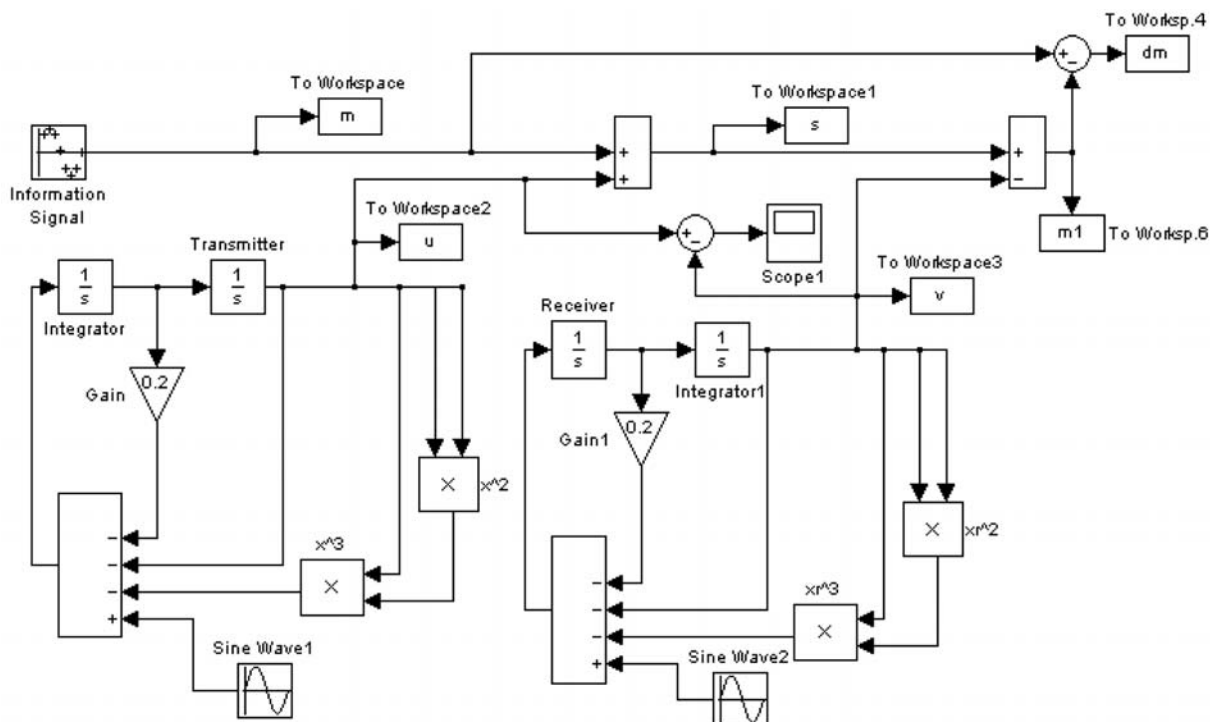 To Worksp.4
+
-
dm
To Workspace
m
To Workspace1
s
Information
Signal
+
+
+
-
To Workspace2
u
+
-
Scope1
m1
To Worksp.6
Transmitter
1
s
Integrator
1
s
To Workspace3
v
Receiver
1
s
1
s
Integrator1
Gain
0.2
Gain1
0.2
×
x^2
-
-
-
+
x^3
×
×
xr^2
-
-
-
+
xr^3
×
Sine Wave1
Sine Wave2